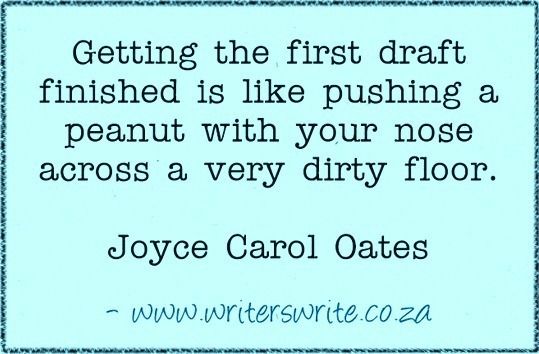 Getting the first draft
finished is like pushing a
peanut with your nose
across a very dirty floor.
Joyce Carol Oates
- www.writerswrite.co.za